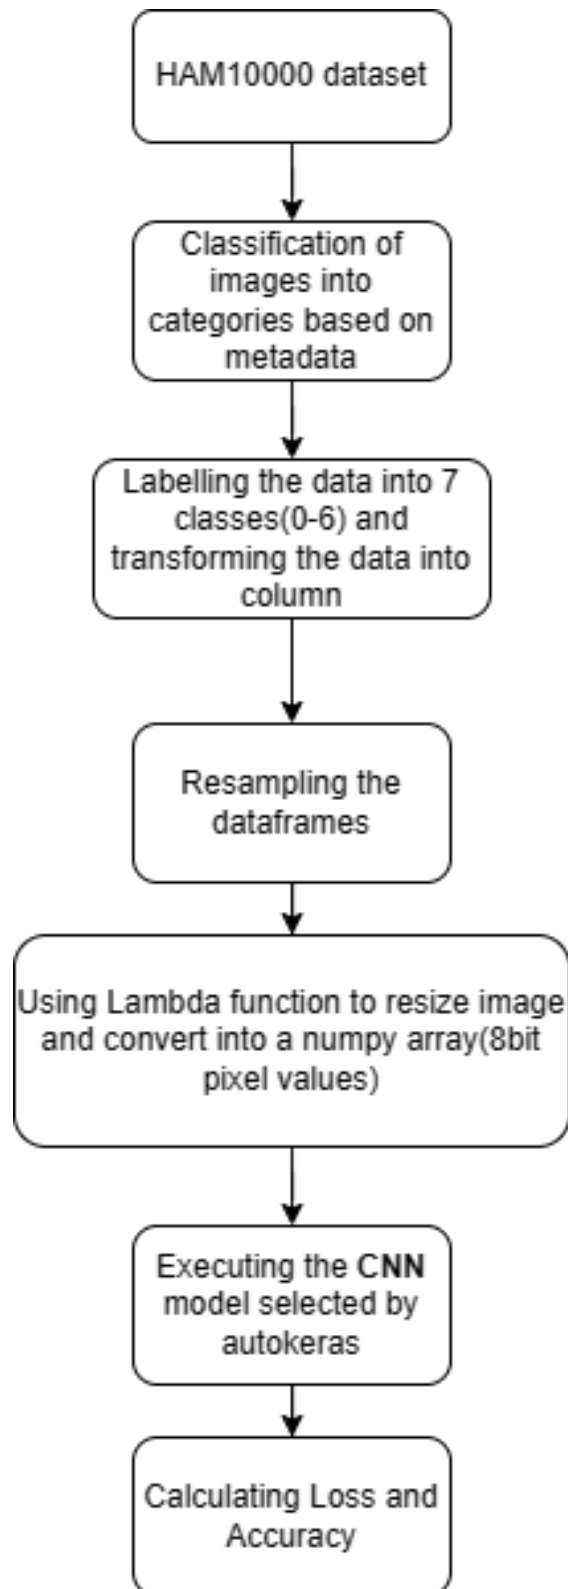 HAM10000 dataset
Classification of
images into
categories based on
metadata
Labelling the data into 7
classes(0-6) and
transforming the data into
column
Resampling the
dataframes
Using Lambda function to resize image
and convert into a numpy array(8bit
pixel values)
Executing the CNN
model selected by
autokeras
Calculating Loss and
Accuracy